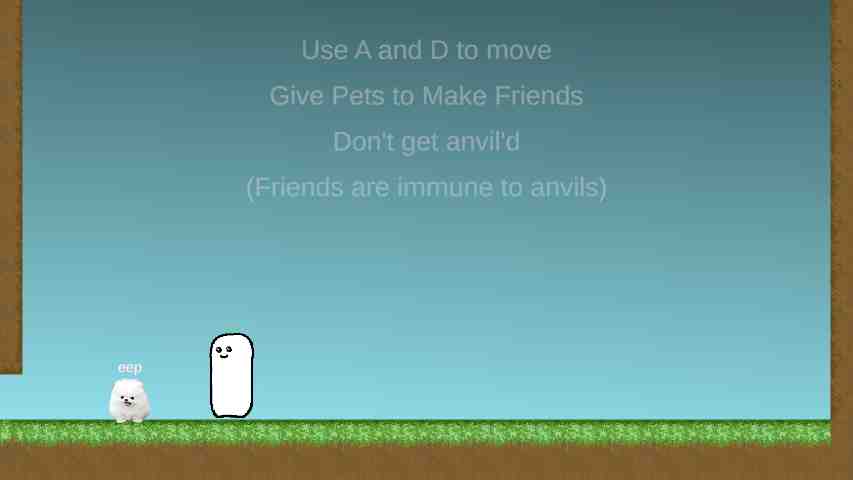 Use A and D to move
Give Pets to Make Friends
Don't get anvil'd
(Friends are immune to anvils)
eep